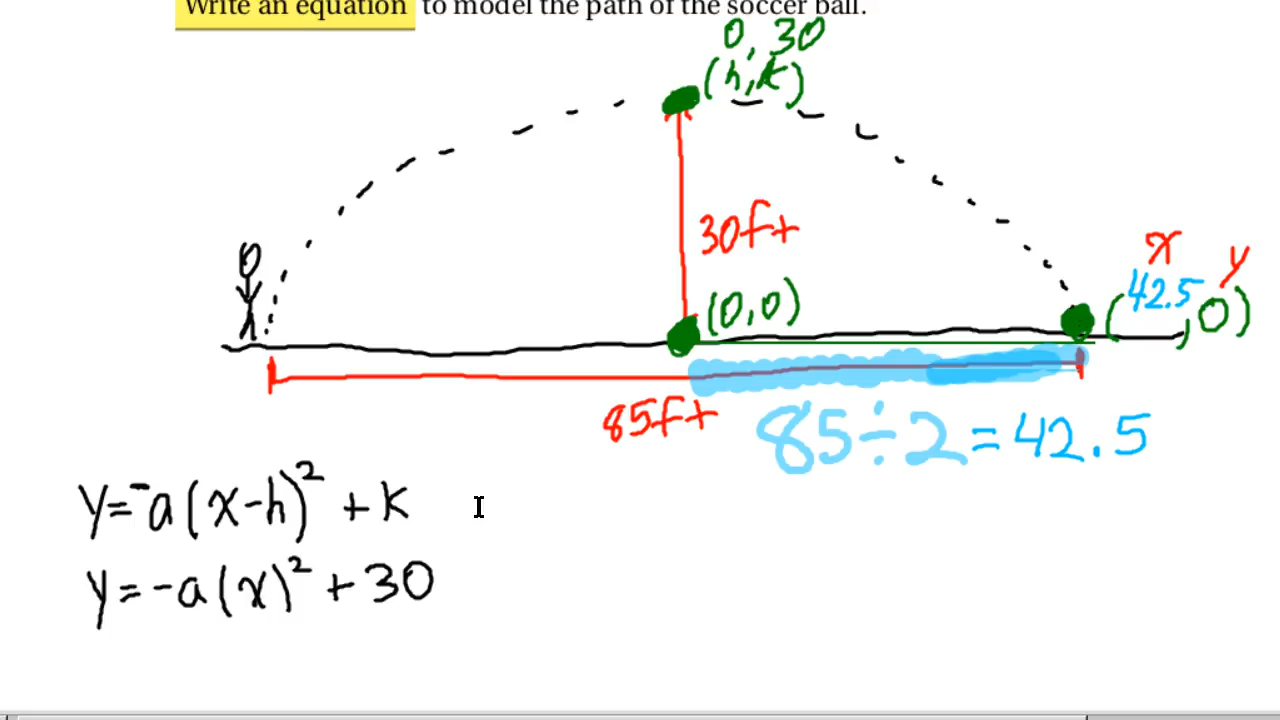 Write an equation to model the path of the soccer ball.
0, 30
(h,k)
30ft
(0,0)
x y
(42.5, 0)
85ft
85÷2=42.5
y=-a(x-h)²+k
y=-a(x)²+30